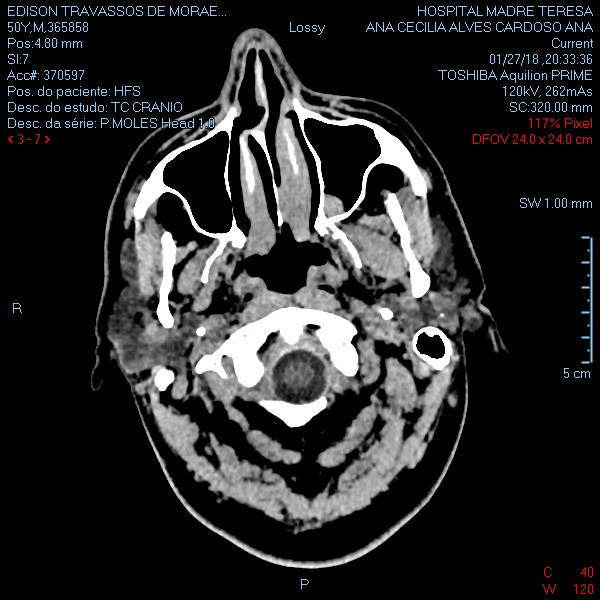 EDISON TRAVASSOS DE MORAE...
50Y,M,365858
Pos:4.80 mm
SI:7
Acc#: 370597
Pos. do paciente: HFS
Desc. do estudo: TC CRANIO
Desc. da série: P.MOLES Head 1.0
< 3 - 7 >
Lossy
HOSPITAL MADRE TERESA
ANA CECILIA ALVES CARDOSO ANA
Current
01/27/18 ,20:33:36
TOSHIBA Aquilion PRIME
120kV, 262mAs
SC:320.00 mm
117% Pixel
DFOV 24.0 x 24.0 cm
SW 1.00 mm
R
5 cm
P
C 40
W 120